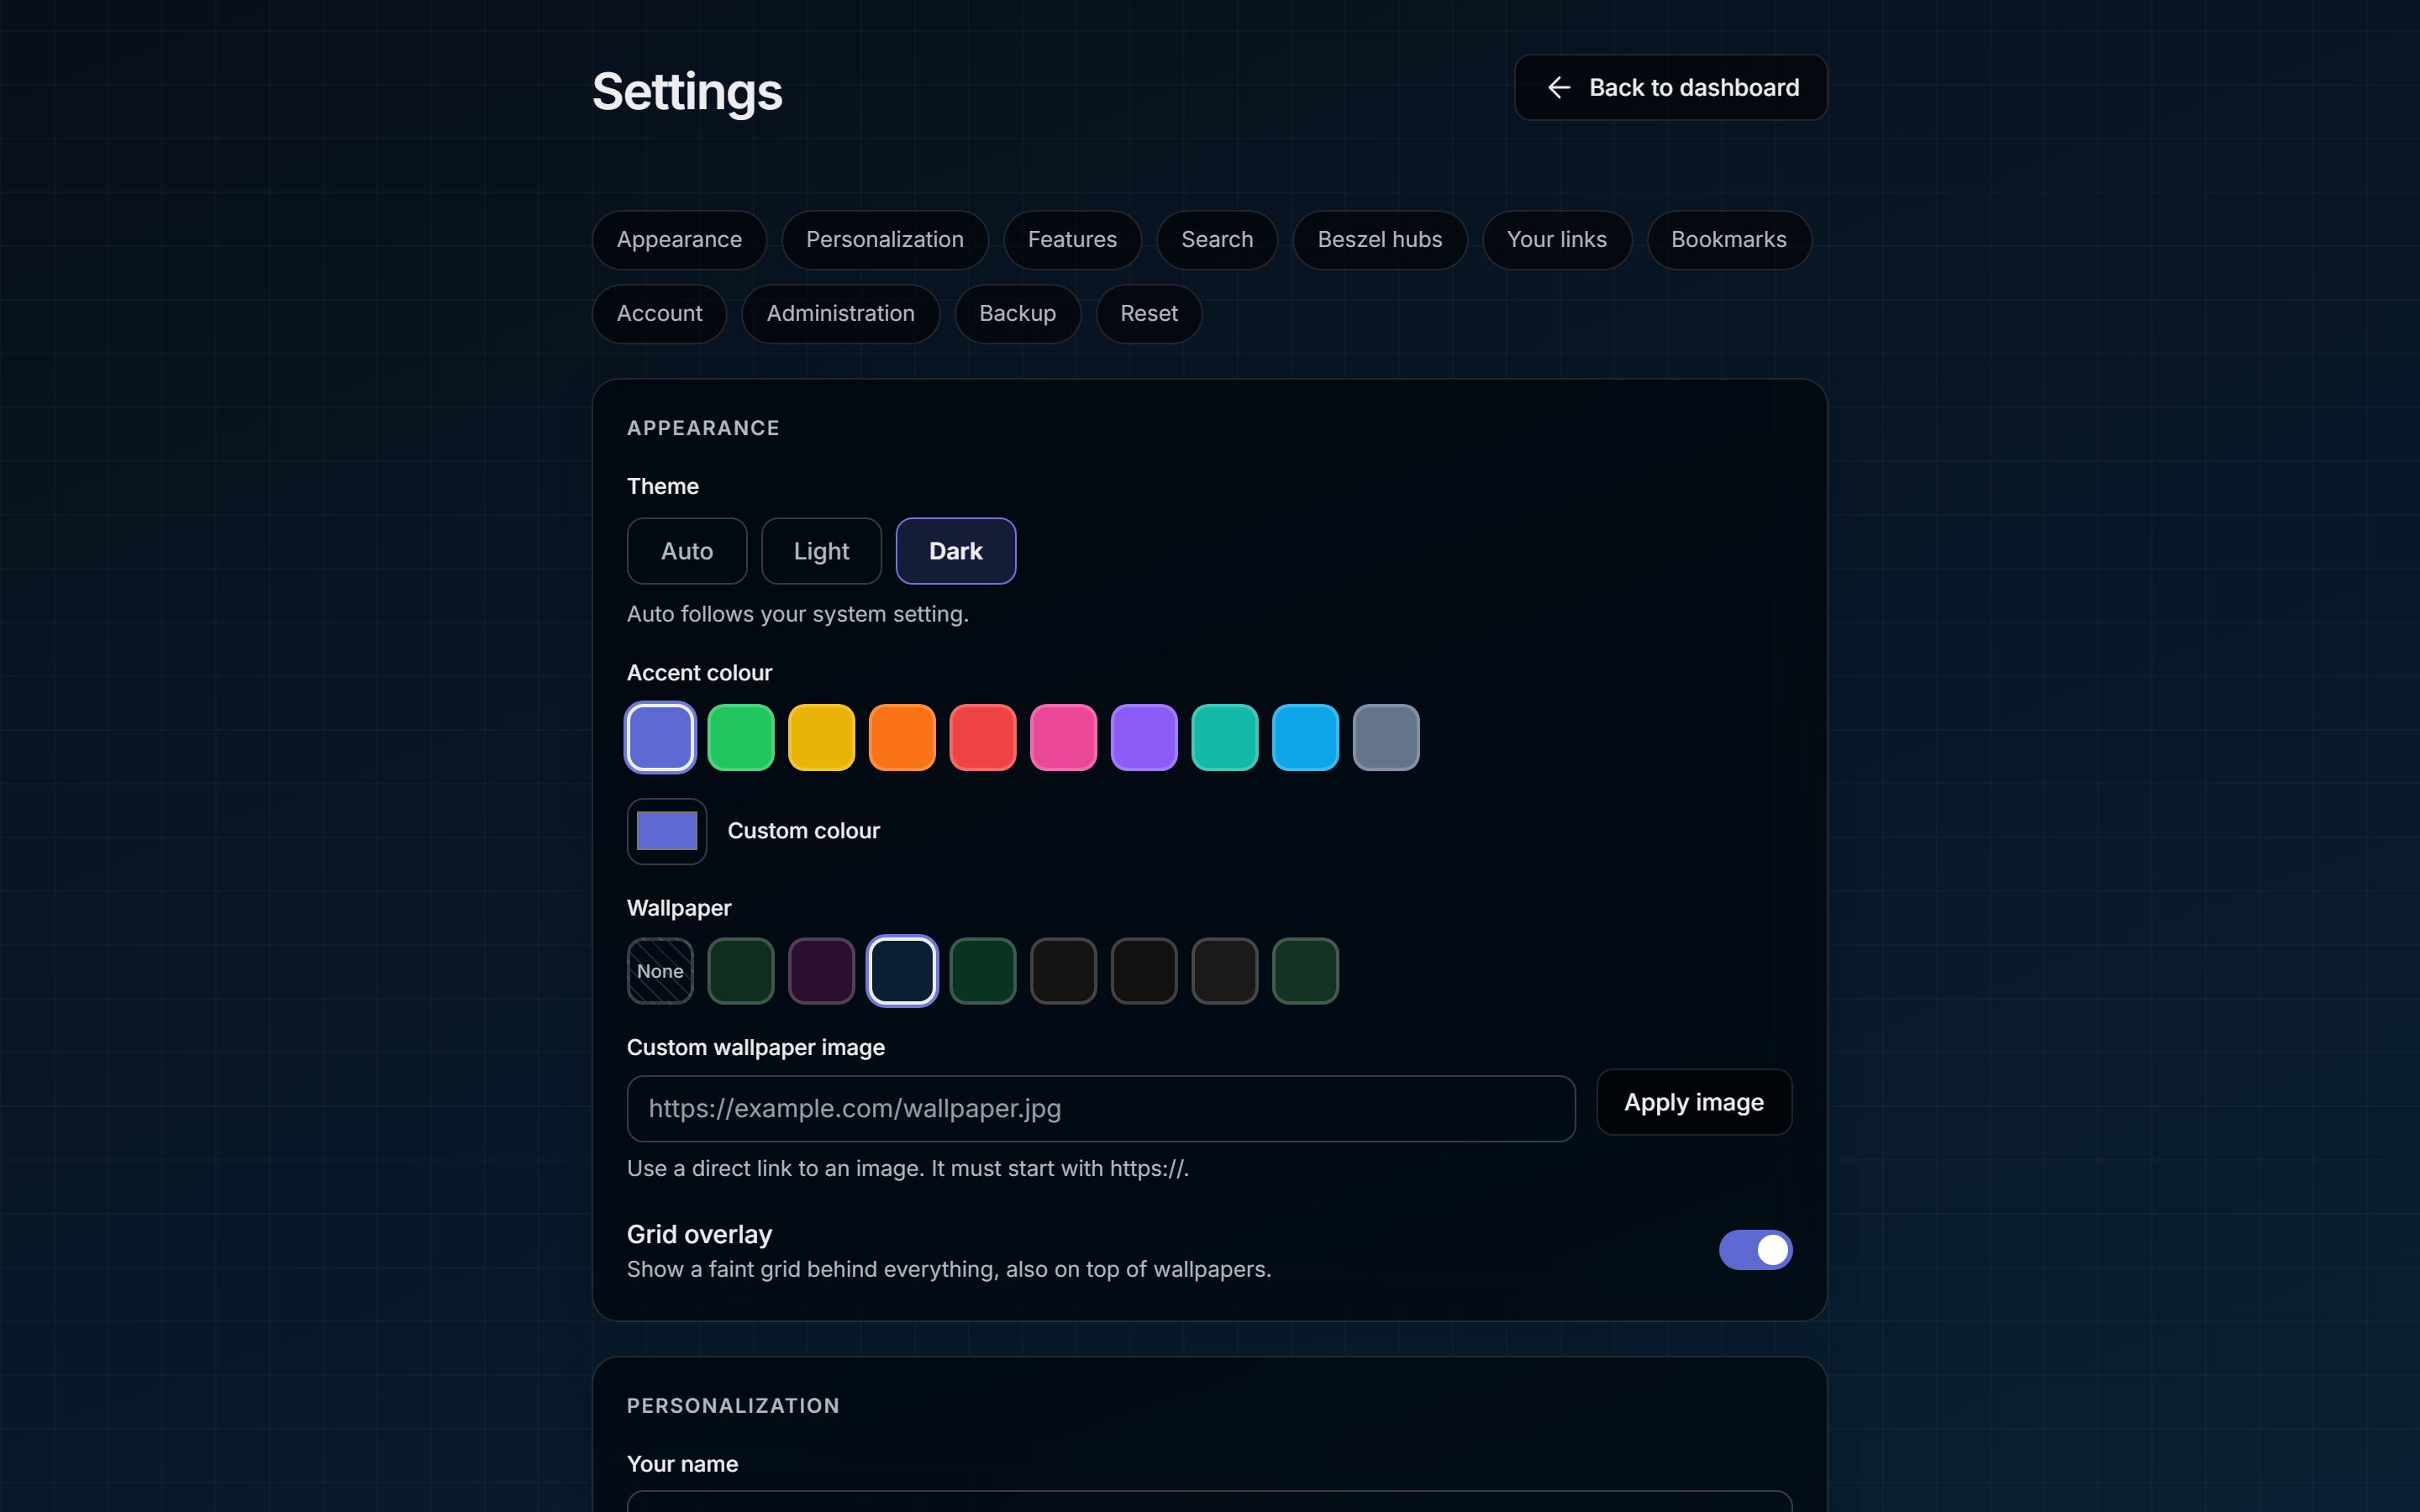 Settings
Back to dashboard
Appearance Personalization Features Search Beszel hubs Your links Bookmarks
Account Administration Backup Reset
APPEARANCE
Theme
Auto Light Dark
Auto follows your system setting.
Accent colour
Custom colour
Wallpaper
None
Custom wallpaper image
https://example.com/wallpaper.jpg
Apply image
Use a direct link to an image. It must start with https://.
Grid overlay
Show a faint grid behind everything, also on top of wallpapers.
PERSONALIZATION
Your name